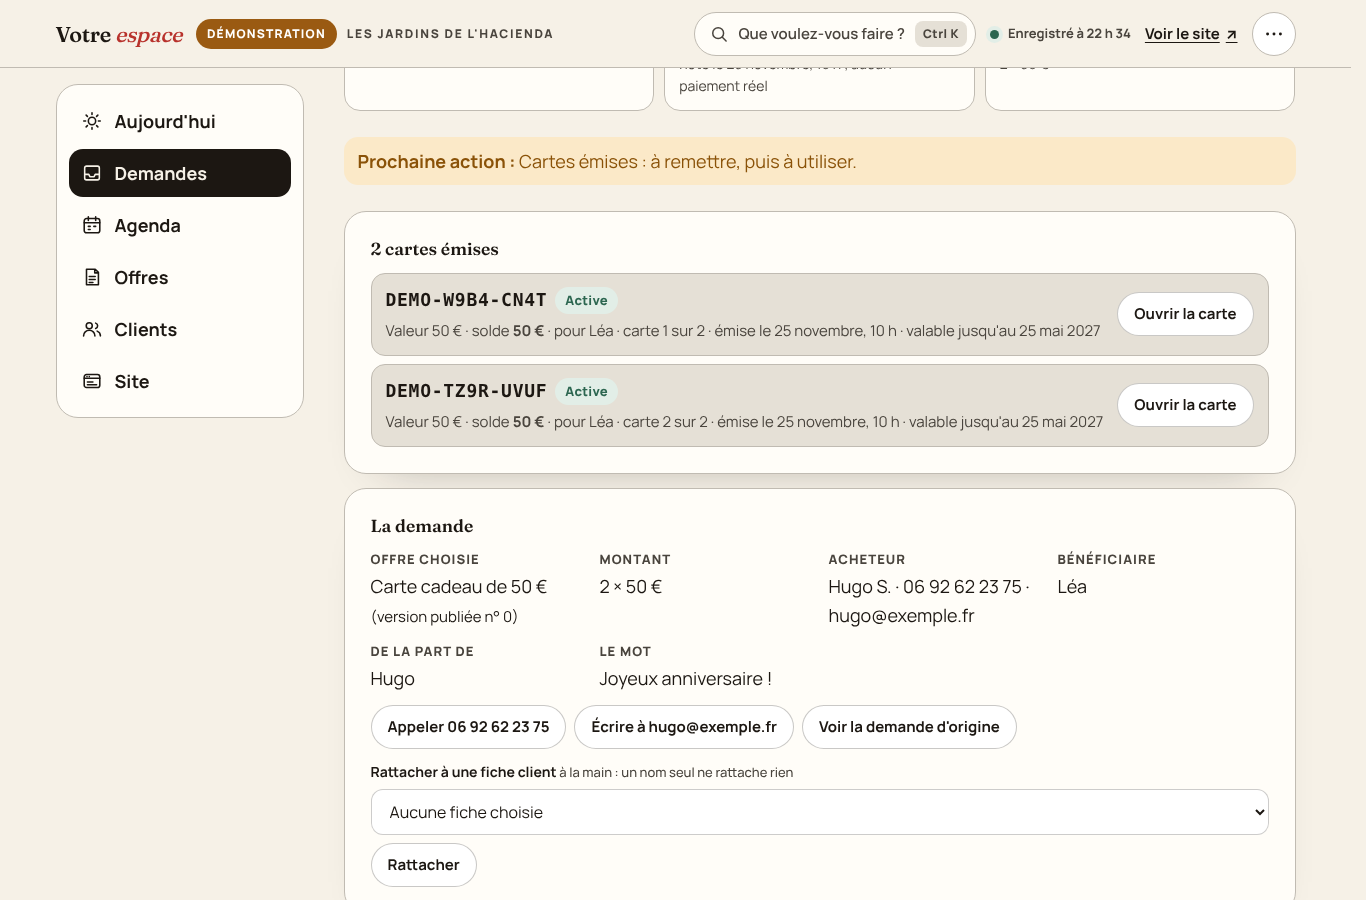 Votre espace
DÉMONSTRATION
LES JARDINS DE L'HACIENDA
Que voulez-vous faire ?
Ctrl K
Enregistré à 22 h 34
Voir le site
paiement réel
Aujourd'hui
Demandes
Agenda
Offres
Clients
Site
Prochaine action : Cartes émises : à remettre, puis à utiliser.
2 cartes émises
DEMO-W9B4-CN4T Active
Valeur 50 € · solde 50 € · pour Léa · carte 1 sur 2 · émise le 25 novembre, 10 h · valable jusqu'au 25 mai 2027
Ouvrir la carte
DEMO-TZ9R-UVUF Active
Valeur 50 € · solde 50 € · pour Léa · carte 2 sur 2 · émise le 25 novembre, 10 h · valable jusqu'au 25 mai 2027
Ouvrir la carte
La demande
OFFRE CHOISIE
Carte cadeau de 50 €
(version publiée n° 0)
MONTANT
2 × 50 €
ACHETEUR
Hugo S. · 06 92 62 23 75 ·
hugo@exemple.fr
BÉNÉFICIAIRE
Léa
DE LA PART DE
Hugo
LE MOT
Joyeux anniversaire !
Appeler 06 92 62 23 75
Écrire à hugo@exemple.fr
Voir la demande d'origine
Rattacher à une fiche client à la main : un nom seul ne rattache rien
Aucune fiche choisie
Rattacher